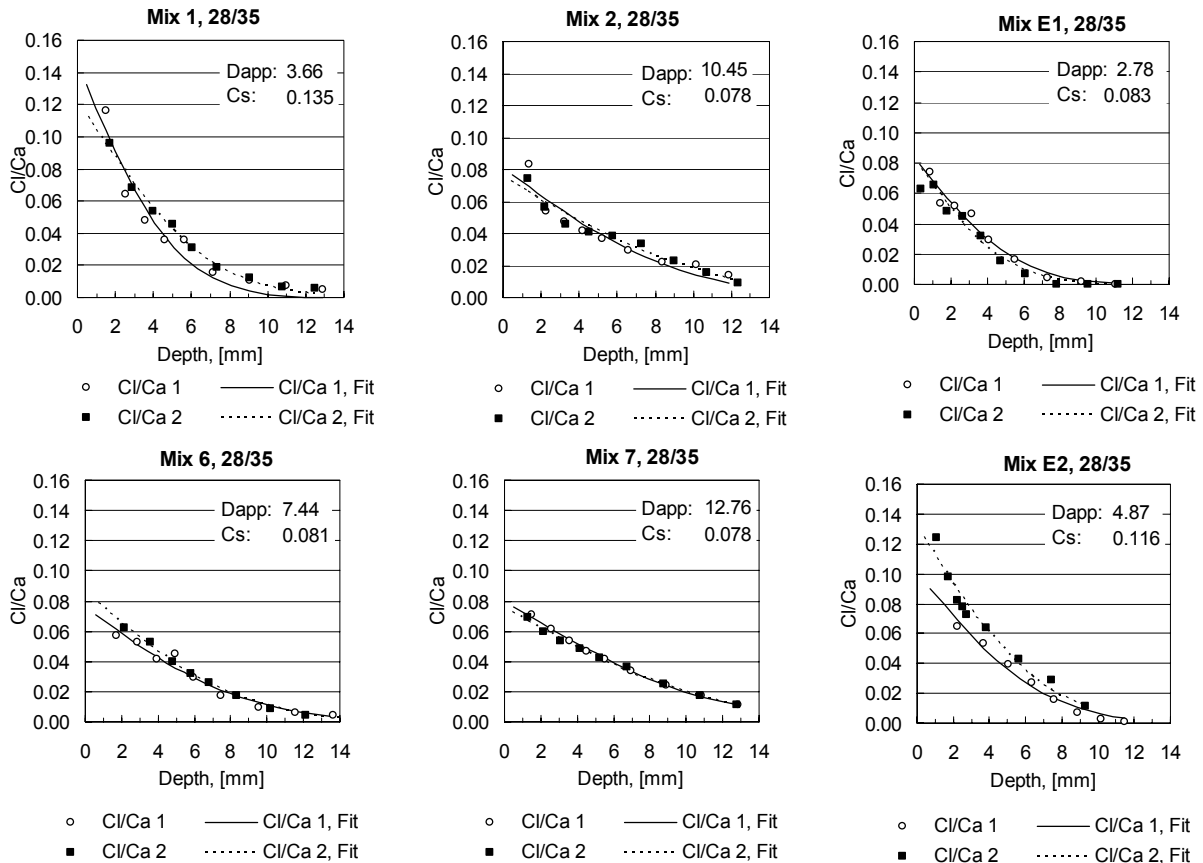 Mix 1, 28/35
0.16
0.14
0.12
0.10
0.08
0.06
0.04
0.02
0.00
Cl/Ca
Dapp: 3.66
Cs: 0.135
0 2 4 6 8 10 12 14
Depth, [mm]
Cl/Ca 1 Cl/Ca 1, Fit
Cl/Ca 2 Cl/Ca 2, Fit
Mix 2, 28/35
0.16
0.14
0.12
0.10
0.08
0.06
0.04
0.02
0.00
Cl/Ca
Dapp: 10.45
Cs: 0.078
0 2 4 6 8 10 12 14
Depth, [mm]
Cl/Ca 1 Cl/Ca 1, Fit
Cl/Ca 2 Cl/Ca 2, Fit
Mix E1, 28/35
0.16
0.14
0.12
0.10
0.08
0.06
0.04
0.02
0.00
Cl/Ca
Dapp: 2.78
Cs: 0.083
0 2 4 6 8 10 12 14
Depth, [mm]
Cl/Ca 1 Cl/Ca 1, Fit
Cl/Ca 2 Cl/Ca 2, Fit
Mix 6, 28/35
0.16
0.14
0.12
0.10
0.08
0.06
0.04
0.02
0.00
Cl/Ca
Dapp: 7.44
Cs: 0.081
0 2 4 6 8 10 12 14
Depth, [mm]
Cl/Ca 1 Cl/Ca 1, Fit
Cl/Ca 2 Cl/Ca 2, Fit
Mix 7, 28/35
0.16
0.14
0.12
0.10
0.08
0.06
0.04
0.02
0.00
Cl/Ca
Dapp: 12.76
Cs: 0.078
0 2 4 6 8 10 12 14
Depth, [mm]
Cl/Ca 1 Cl/Ca 1, Fit
Cl/Ca 2 Cl/Ca 2, Fit
Mix E2, 28/35
0.16
0.14
0.12
0.10
0.08
0.06
0.04
0.02
0.00
Cl/Ca
Dapp: 4.87
Cs: 0.116
0 2 4 6 8 10 12 14
Depth, [mm]
Cl/Ca 1 Cl/Ca 1, Fit
Cl/Ca 2 Cl/Ca 2, Fit